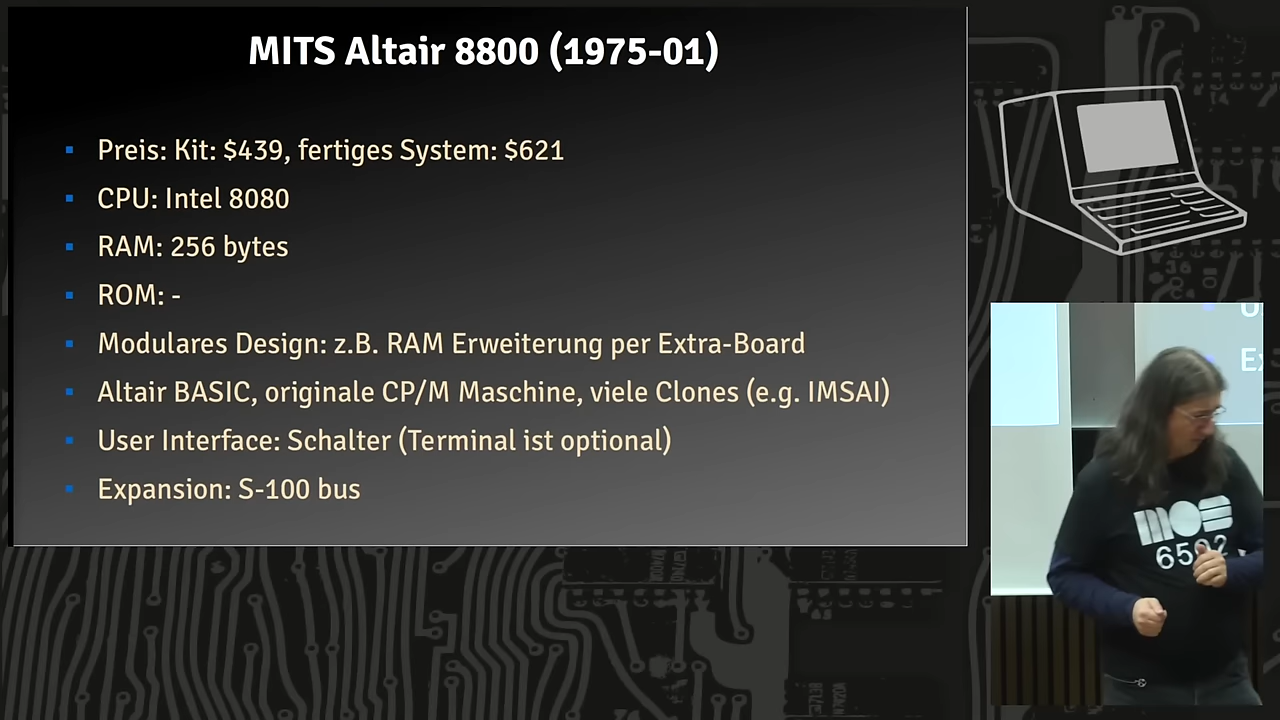 MITS Altair 8800 (1975-01)
Preis: Kit: $439, fertiges System: $621
CPU: Intel 8080
RAM: 256 bytes
ROM: -
Modulares Design: z.B. RAM Erweiterung per Extra-Board
Altair BASIC, originale CP/M Maschine, viele Clones (e.g. IMSAI)
User Interface: Schalter (Terminal ist optional)
Expansion: S-100 bus
mos
6502